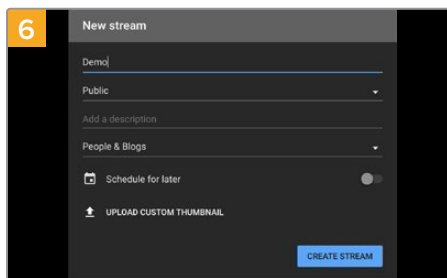 6
New stream
Demo
Public
Add a description
People & Blogs
Schedule for later
UPLOAD CUSTOM THUMBNAIL
CREATE STREAM